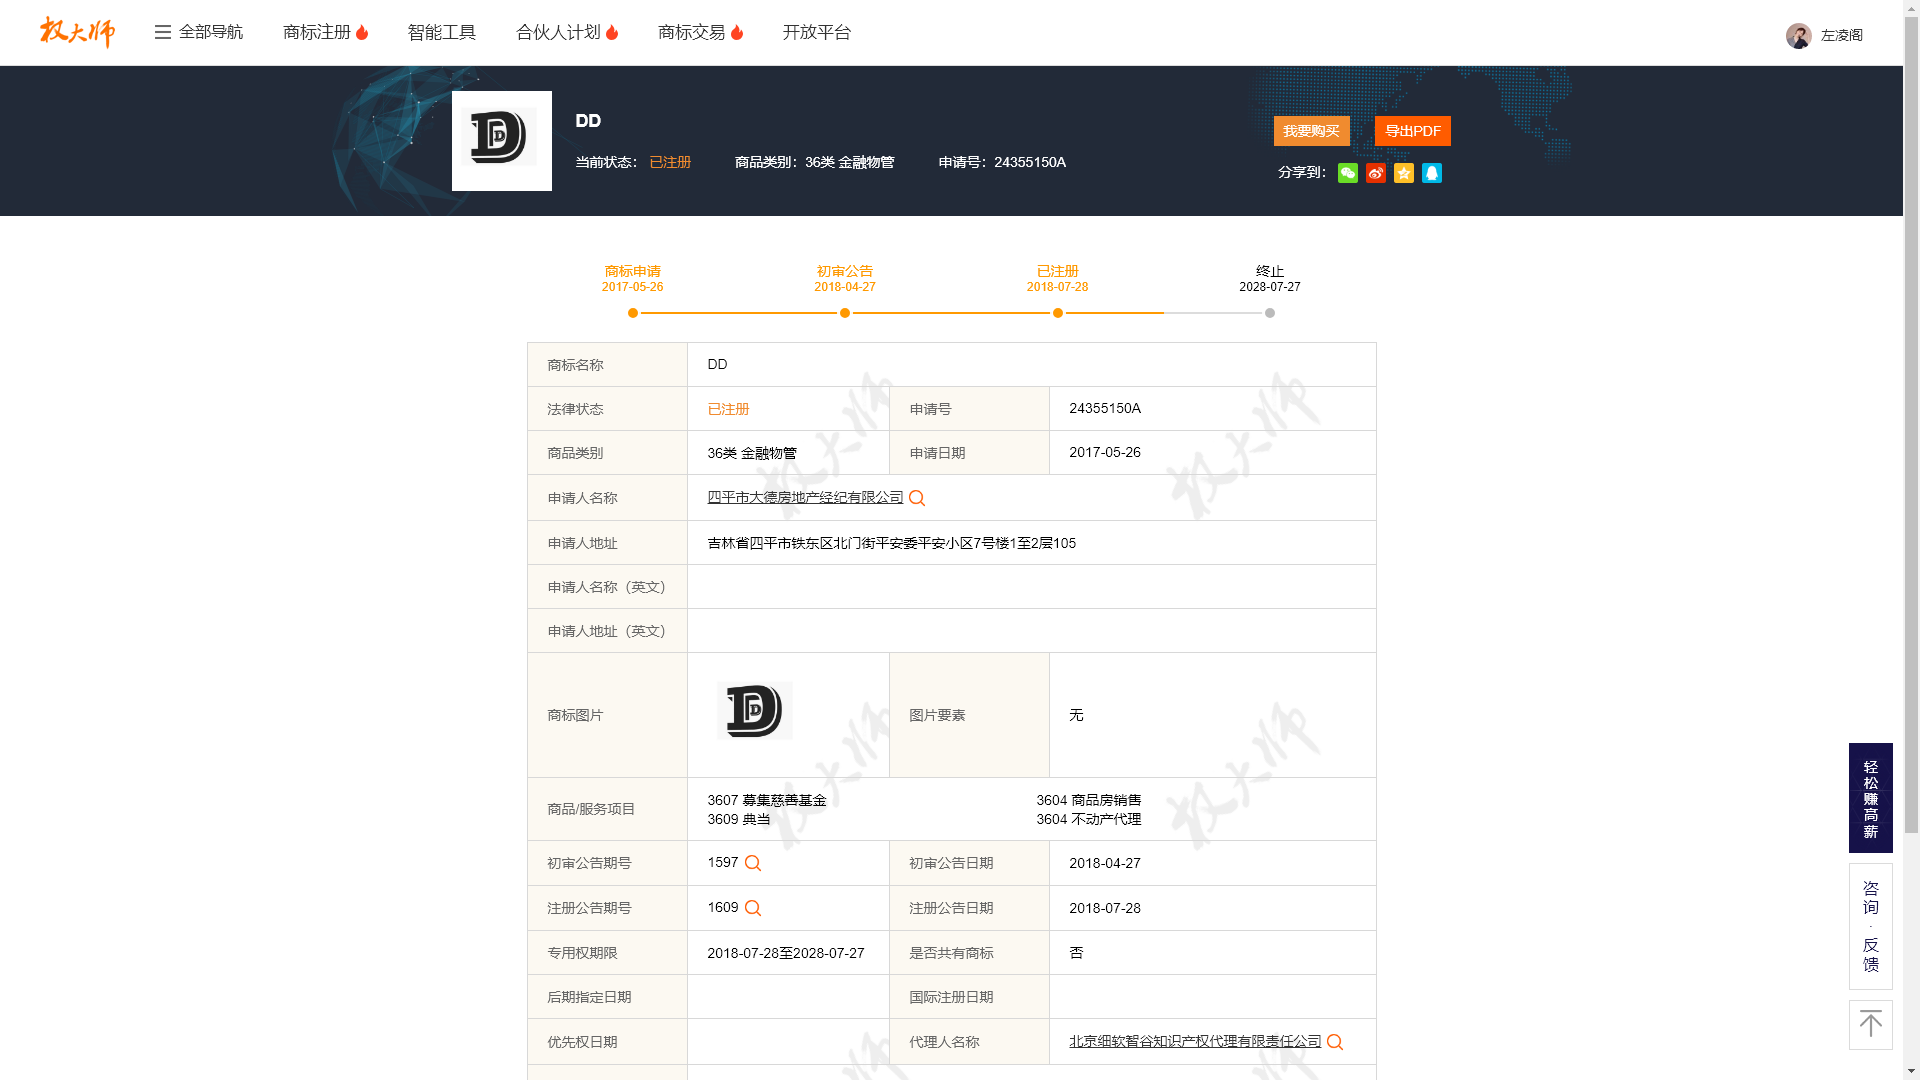 权大师
全部导航
商标注册
智能工具
合伙人计划
商标交易
开放平台
左凌阁
DD
当前状态： 已注册
商品类别：36类 金融物管
申请号：24355150A
我要购买
导出PDF
分享到：
商标申请
2017-05-26
初审公告
2018-04-27
已注册
2018-07-28
终止
2028-07-27
商标名称 DD
法律状态 已注册 申请号 24355150A
商品类别 36类 金融物管 申请日期 2017-05-26
申请人名称 四平市大德房地产经纪有限公司
申请人地址 吉林省四平市铁东区北门街平安委平安小区7号楼1至2层105
申请人名称（英文）
申请人地址（英文）
商标图片 图片要素 无
商品/服务项目
3607 募集慈善基金 3604 商品房销售
3609 典当 3604 不动产代理
初审公告期号 1597 初审公告日期 2018-04-27
注册公告期号 1609 注册公告日期 2018-07-28
专用权期限 2018-07-28至2028-07-27 是否共有商标 否
后期指定日期 国际注册日期
优先权日期 代理人名称 北京细软智谷知识产权代理有限责任公司
轻松赚高薪
咨询·反馈